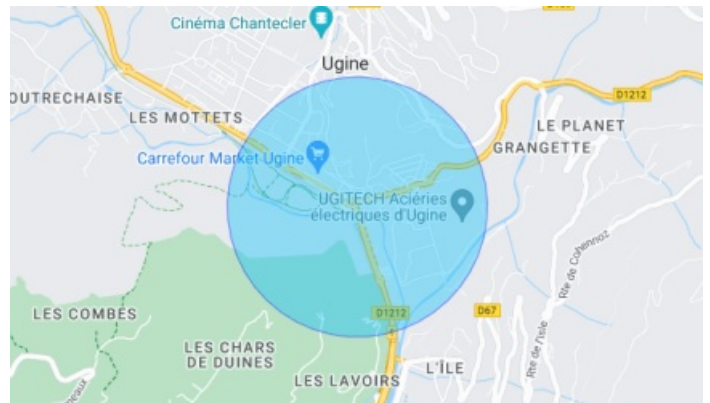 Cinéma Chantecler
Ugine
D1212
OUTRECHAISE
LES MOTTETS
LE PLANET
GRANGETTE
Carrefour Market Ugine
UGITECH Aciéries
électriques d'Ugine
Rte de Cohennoz
LES COMBES
D1212
D67
Rte de l'Isle
LES CHARS
DE DUINES
L'ÎLE
LES LAVOIRS